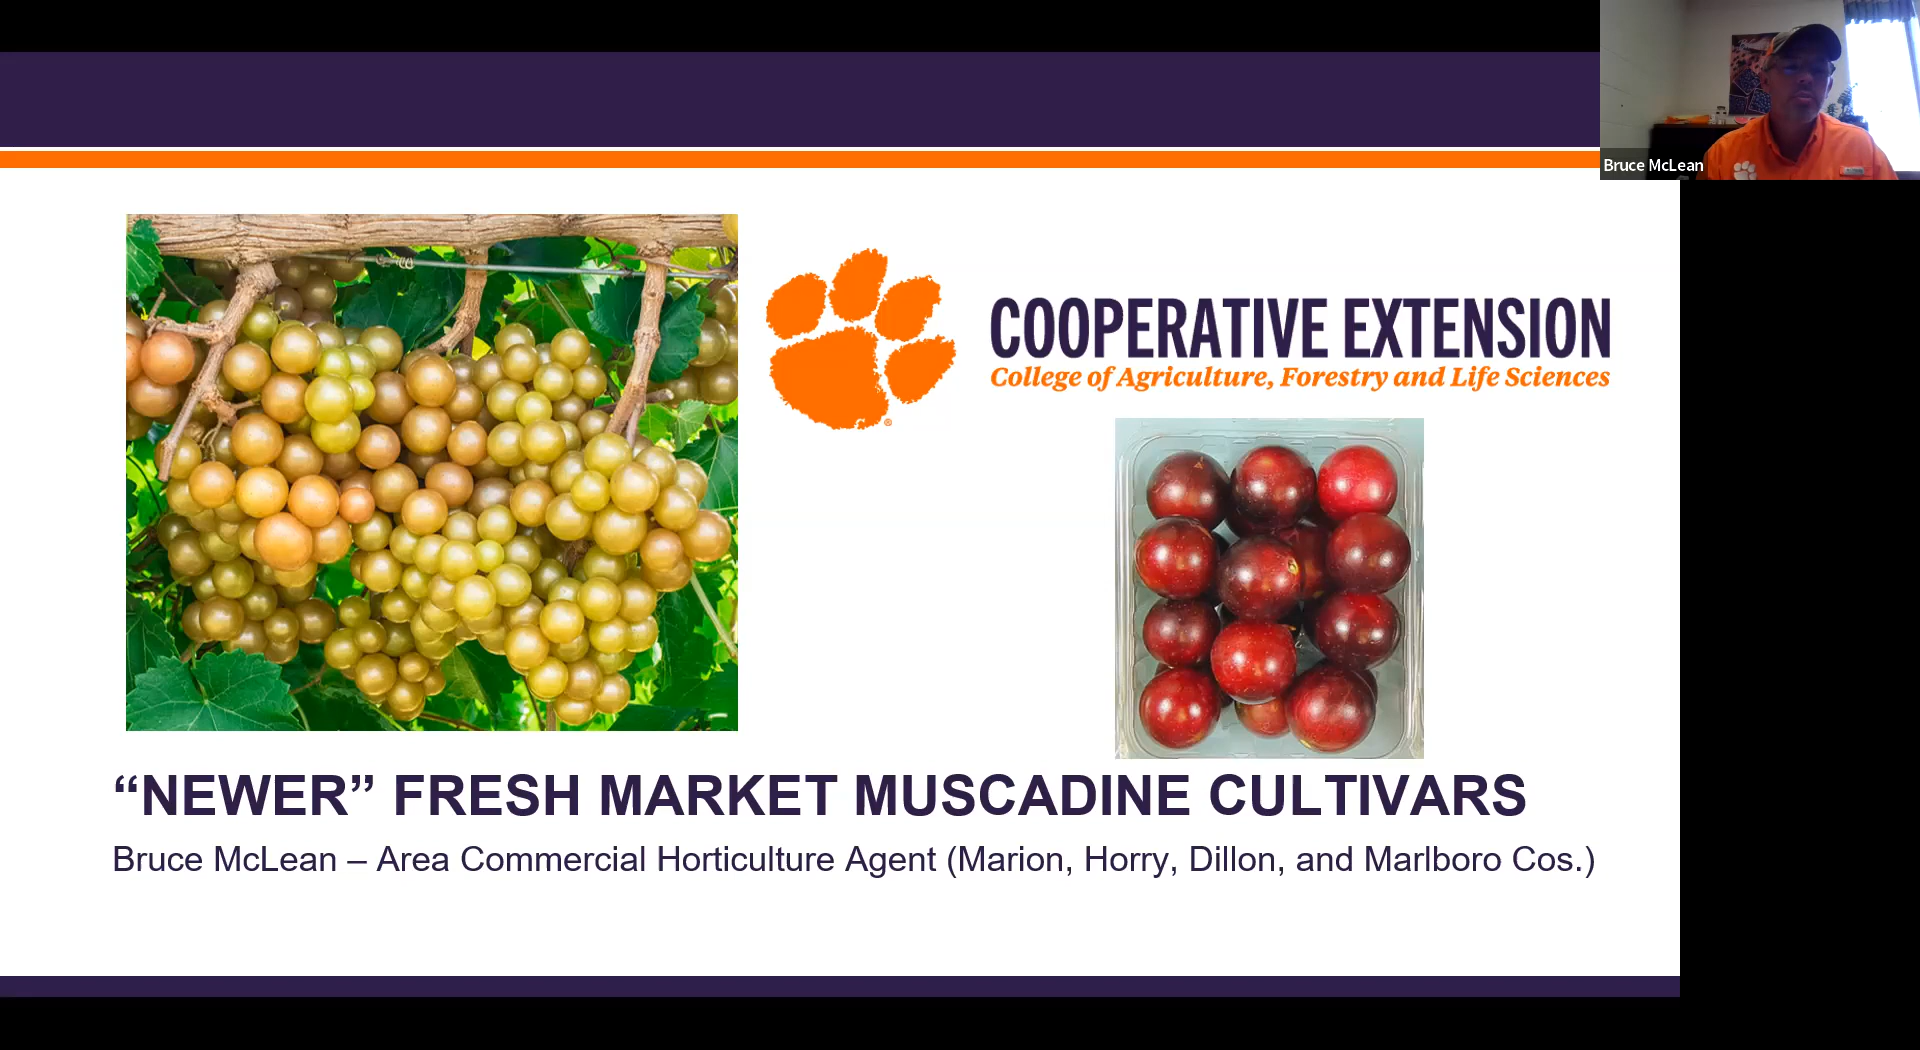 Bruce McLean
COOPERATIVE EXTENSION
College of Agriculture, Forestry and Life Sciences
®
“NEWER” FRESH MARKET MUSCADINE CULTIVARS
Bruce McLean – Area Commercial Horticulture Agent (Marion, Horry, Dillon, and Marlboro Cos.)